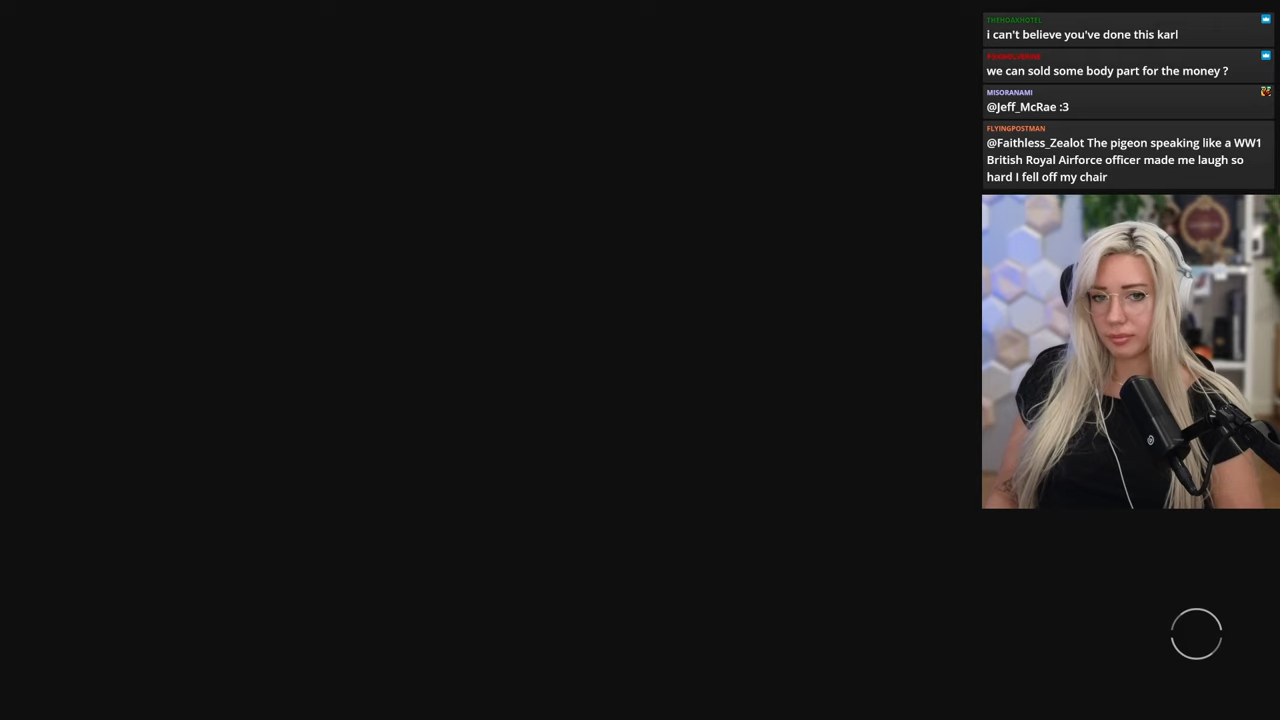 THEHOAXHOTEL
i can't believe you've done this karl
we can sold some body part for the money ?
MISORANAMI
@Jeff_McRae :3
FLYINGPOSTMAN
@Faithless_Zealot The pigeon speaking like a WW1
British Royal Airforce officer made me laugh so
hard I fell off my chair